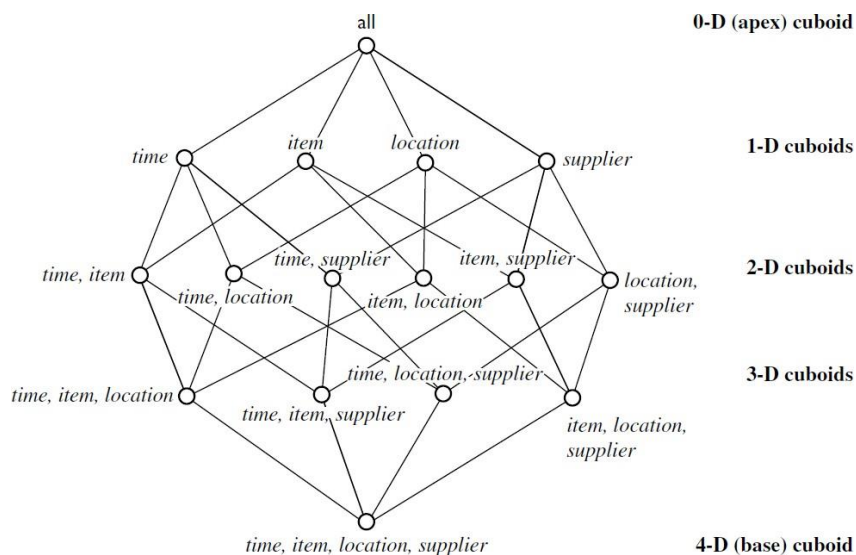 all
0-D (apex) cuboid
time
item
location
supplier
1-D cuboids
time, item
time, location
time, supplier
item, location
item, supplier
location,
supplier
2-D cuboids
time, item, location
time, item, supplier
time, location, supplier
item, location,
supplier
3-D cuboids
time, item, location, supplier
4-D (base) cuboid